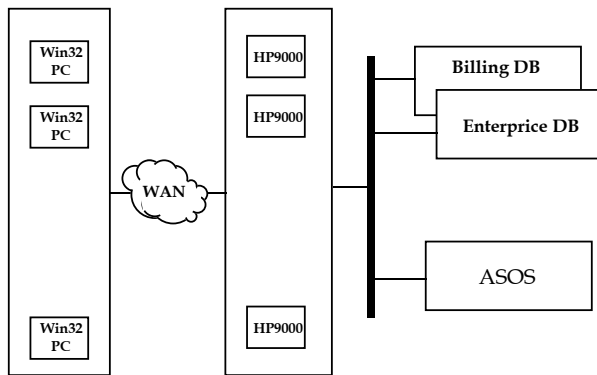 Win32
PC
Win32
PC
Win32
PC
WAN
HP9000
HP9000
HP9000
Billing DB
Enterprice DB
ASOS